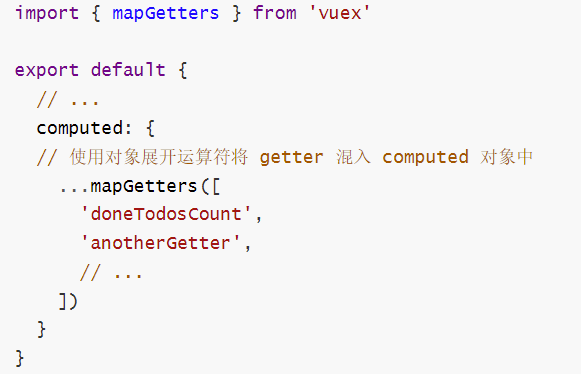 import { mapGetters } from 'vuex'
export default {
// ...
computed: {
// 使用对象展开运算符将 getter 混入 computed 对象中
...mapGetters([
'doneTodosCount',
'anotherGetter',
// ...
])
}
}